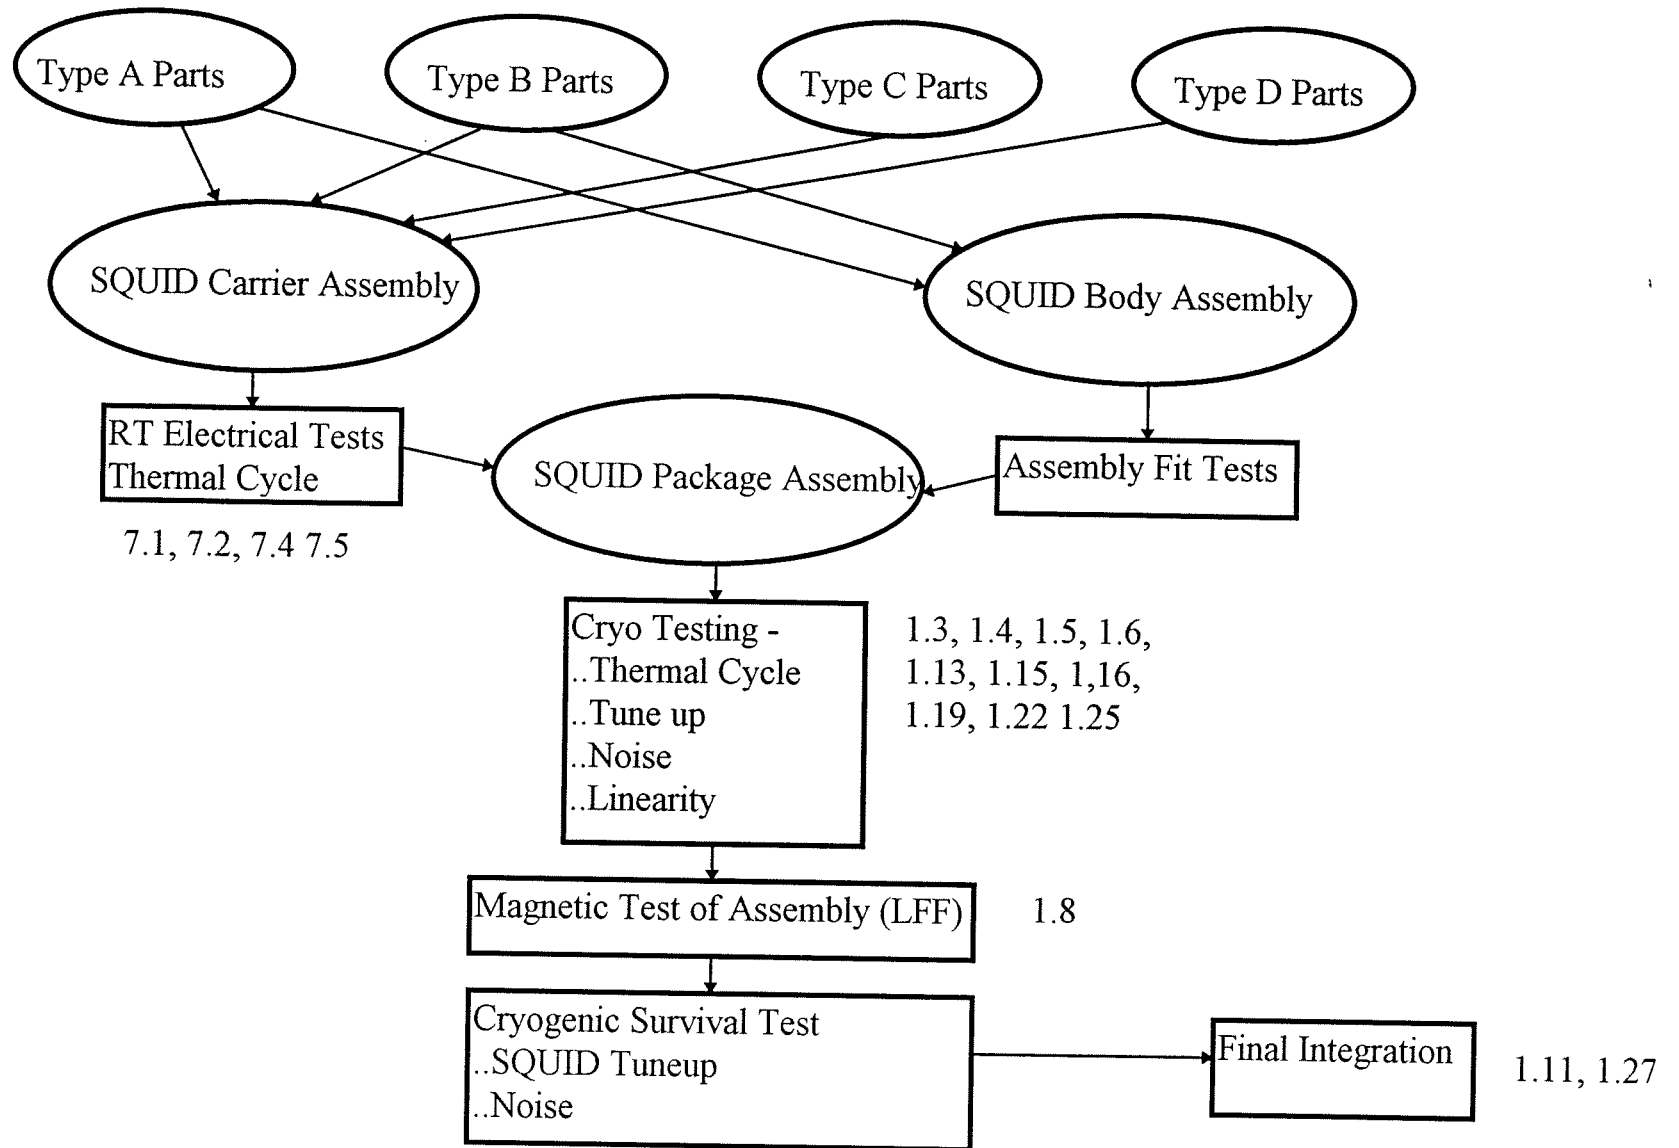 Type A Parts
Type B Parts
Type C Parts
Type D Parts
SQUID Carrier Assembly
SQUID Body Assembly
RT Electrical Tests
Thermal Cycle
7.1, 7.2, 7.4 7.5
SQUID Package Assembly
Assembly Fit Tests
Cryo Testing -
..Thermal Cycle
..Tune up
..Noise
..Linearity
1.3, 1.4, 1.5, 1.6,
1.13, 1.15, 1,16,
1.19, 1.22 1.25
Magnetic Test of Assembly (LFF)
1.8
Cryogenic Survival Test
..SQUID Tuneup
..Noise
Final Integration
1.11, 1.27